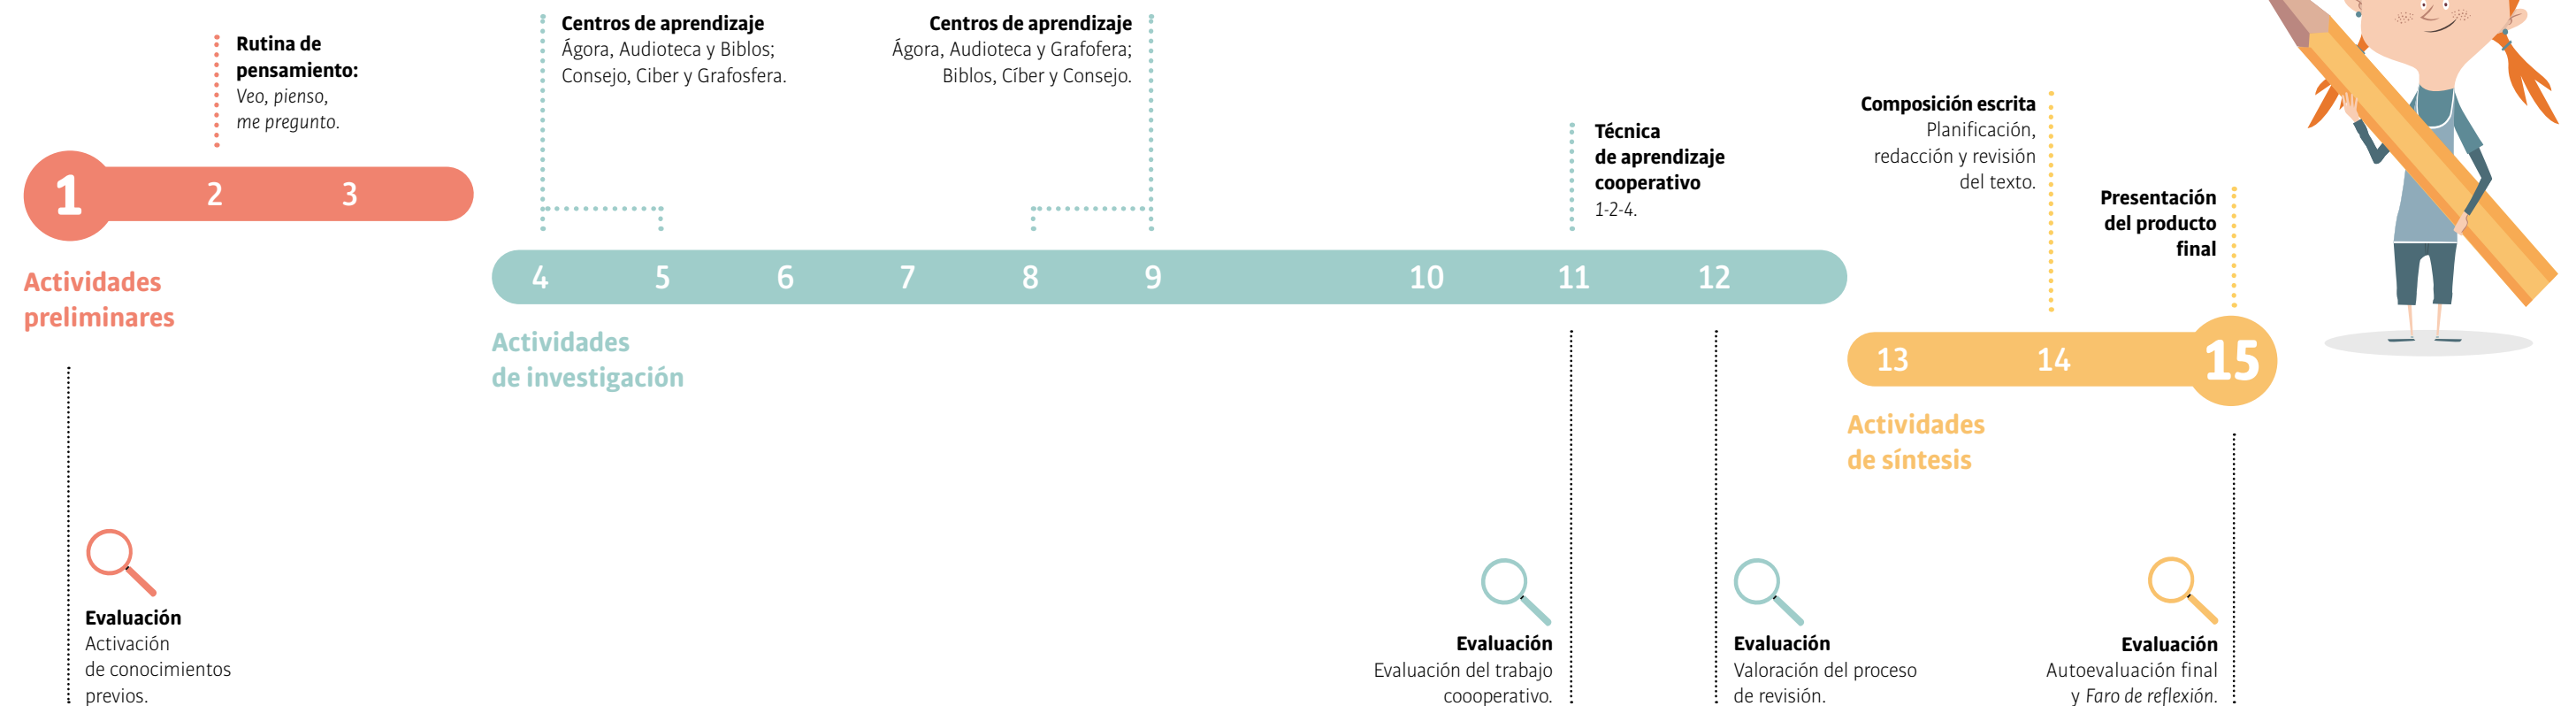 Rutina de
pensamiento:
Veo, pienso,
me pregunto.
1
2
3
Actividades
preliminares
Centros de aprendizaje
Ágora, Audioteca y Biblos;
Consejo, Ciber y Grafosfera.
Centros de aprendizaje
Ágora, Audioteca y Grafofera;
Biblos, Cíber y Consejo.
Técnica
de aprendizaje
cooperativo
1-2-4.
4
5
6
7
8
9
10
11
12
Actividades
de investigación
Composición escrita
Planificación,
redacción y revisión
del texto.
Presentación
del producto
final
13
14
15
Actividades
de síntesis
Evaluación
Activación
de conocimientos
previos.
Evaluación
Evaluación del trabajo
coooperativo.
Evaluación
Valoración del proceso
de revisión.
Evaluación
Autoevaluación final
y Faro de reflexión.